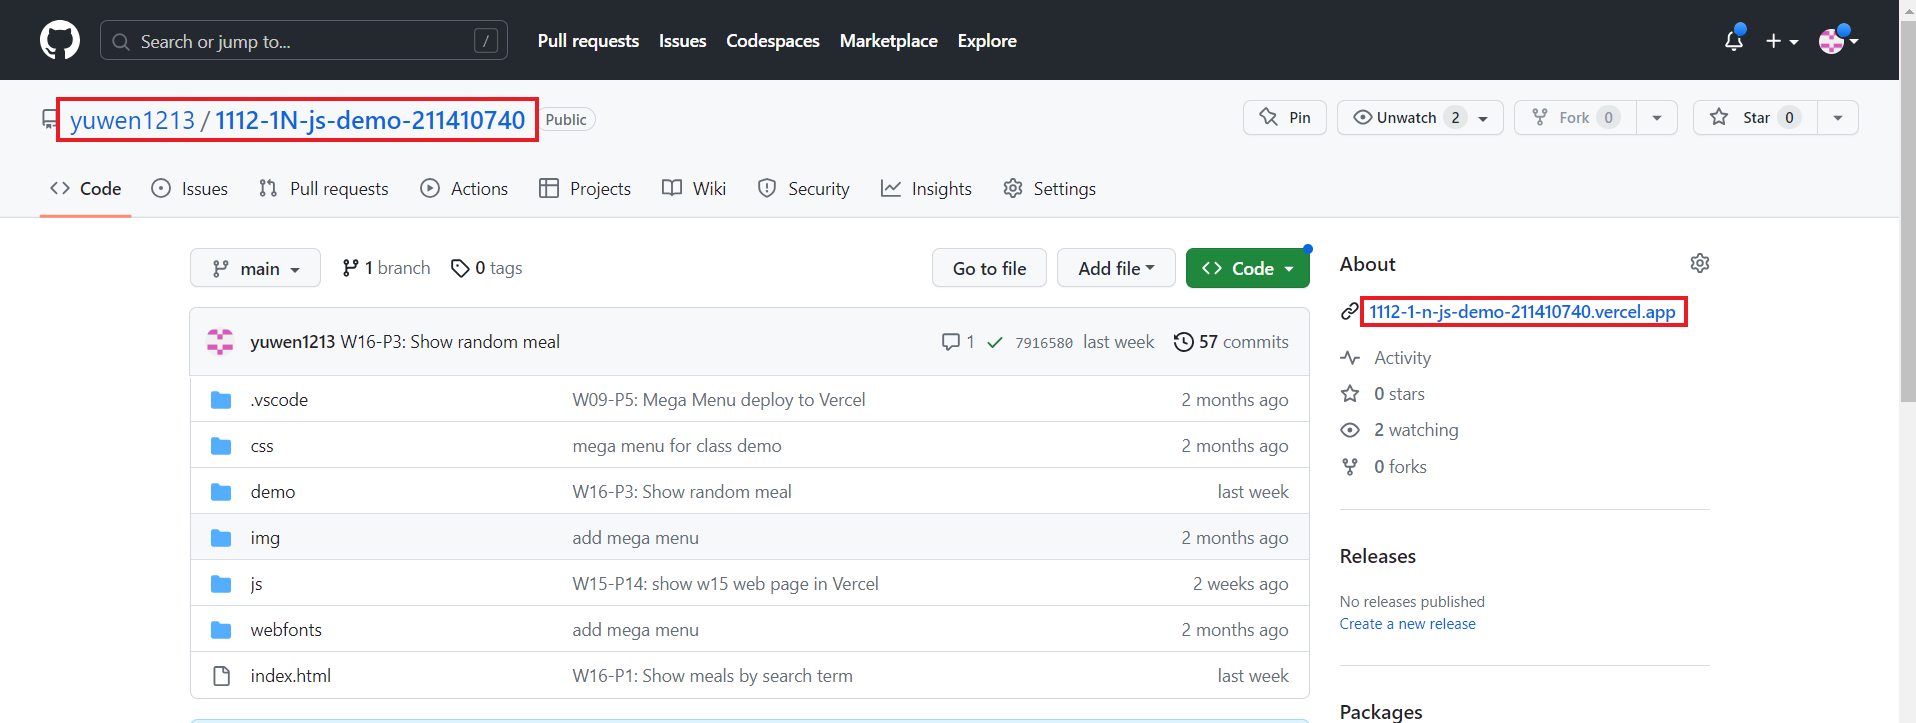 Search or jump to... / Pull requests Issues Codespaces Marketplace Explore
yuwen1213 / 1112-1N-js-demo-211410740 Public Pin Unwatch 2 Fork 0 Star 0
Code Issues Pull requests Actions Projects Wiki Security Insights Settings
main 1 branch 0 tags Go to file Add file Code
yuwen1213 W16-P3: Show random meal 1 7916580 last week 57 commits
.vscode W09-P5: Mega Menu deploy to Vercel 2 months ago
css mega menu for class demo 2 months ago
demo W16-P3: Show random meal last week
img add mega menu 2 months ago
js W15-P14: show w15 web page in Vercel 2 weeks ago
webfonts add mega menu 2 months ago
index.html W16-P1: Show meals by search term last week
About
1112-1-n-js-demo-211410740.vercel.app
Activity
0 stars
2 watching
0 forks
Releases
No releases published
Create a new release
Packages